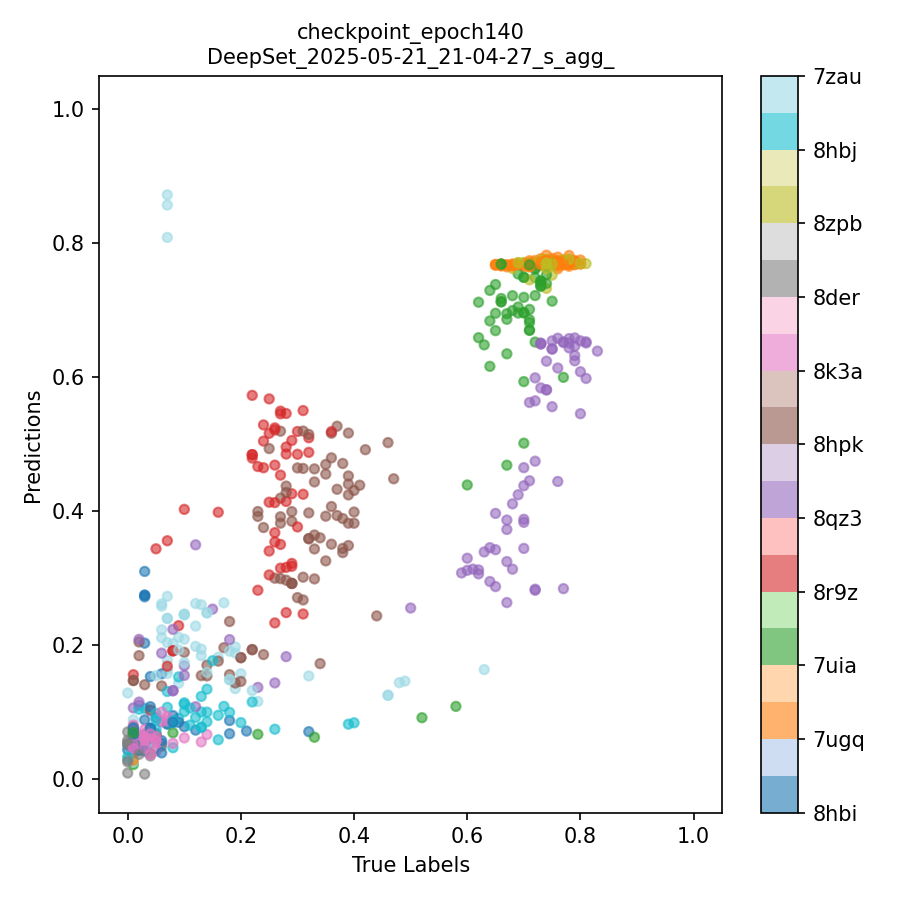 checkpoint_epoch140
DeepSet_2025-05-21_21-04-27_s_agg_
1.0
0.8
0.6
0.4
0.2
0.0
Predictions
0.0 0.2 0.4 0.6 0.8 1.0
True Labels
7zau
8hbj
8zpb
8der
8k3a
8hpk
8qz3
8r9z
7uia
7ugq
8hbi